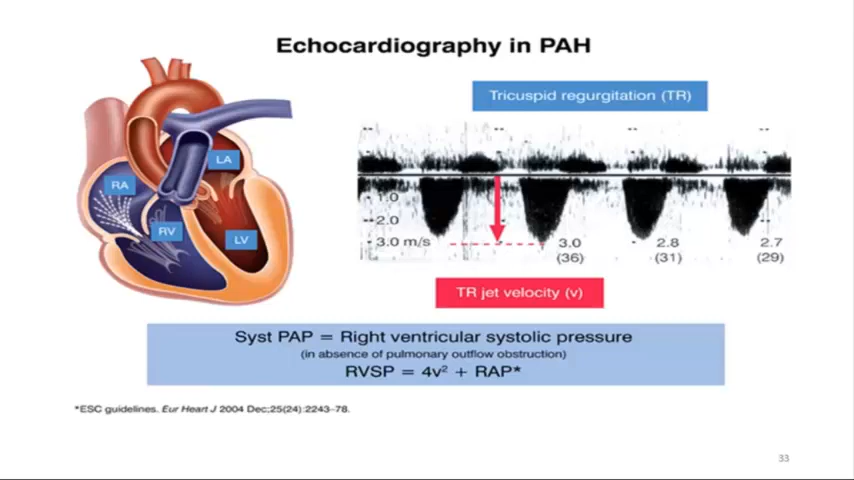 Echocardiography in PAH
Tricuspid regurgitation (TR)
LA
RA
RV
LV
1.0
-2.0
-3.0 m/s
3.0
2.8
2.7
(36)
(31)
(29)
TR jet velocity (v)
Syst PAP = Right ventricular systolic pressure
(in absence of pulmonary outflow obstruction)
RVSP = 4v² + RAP*
*ESC guidelines. Eur Heart J 2004 Dec;25(24):2243–78.
33